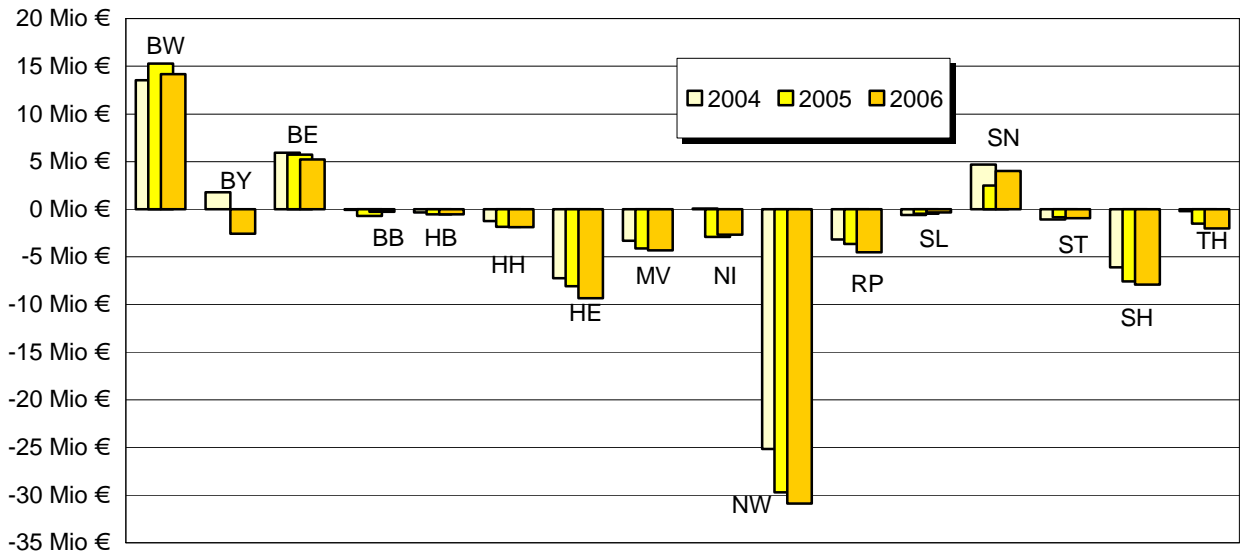 20 Mio €
15 Mio €
10 Mio €
5 Mio €
0 Mio €
-5 Mio €
-10 Mio €
-15 Mio €
-20 Mio €
-25 Mio €
-30 Mio €
-35 Mio €
BW
BY
BE
BB
HB
HH
HE
MV
NI
NW
RP
SL
SN
ST
SH
TH
2004 2005 2006